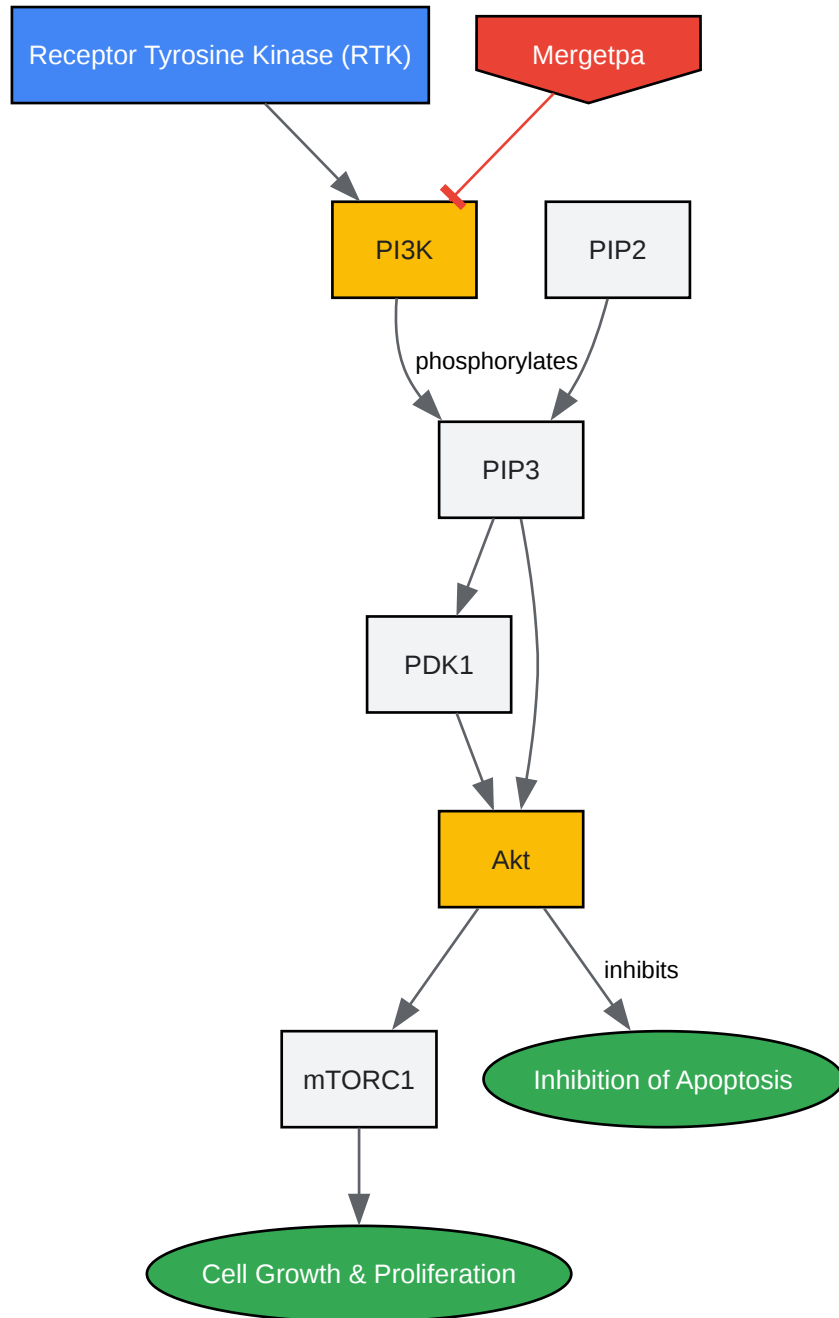 Receptor Tyrosine Kinase (RTK)
Mergetpa
PI3K
PIP2
phosphorylates
PIP3
PDK1
Akt
inhibits
mTORC1
Inhibition of Apoptosis
Cell Growth & Proliferation